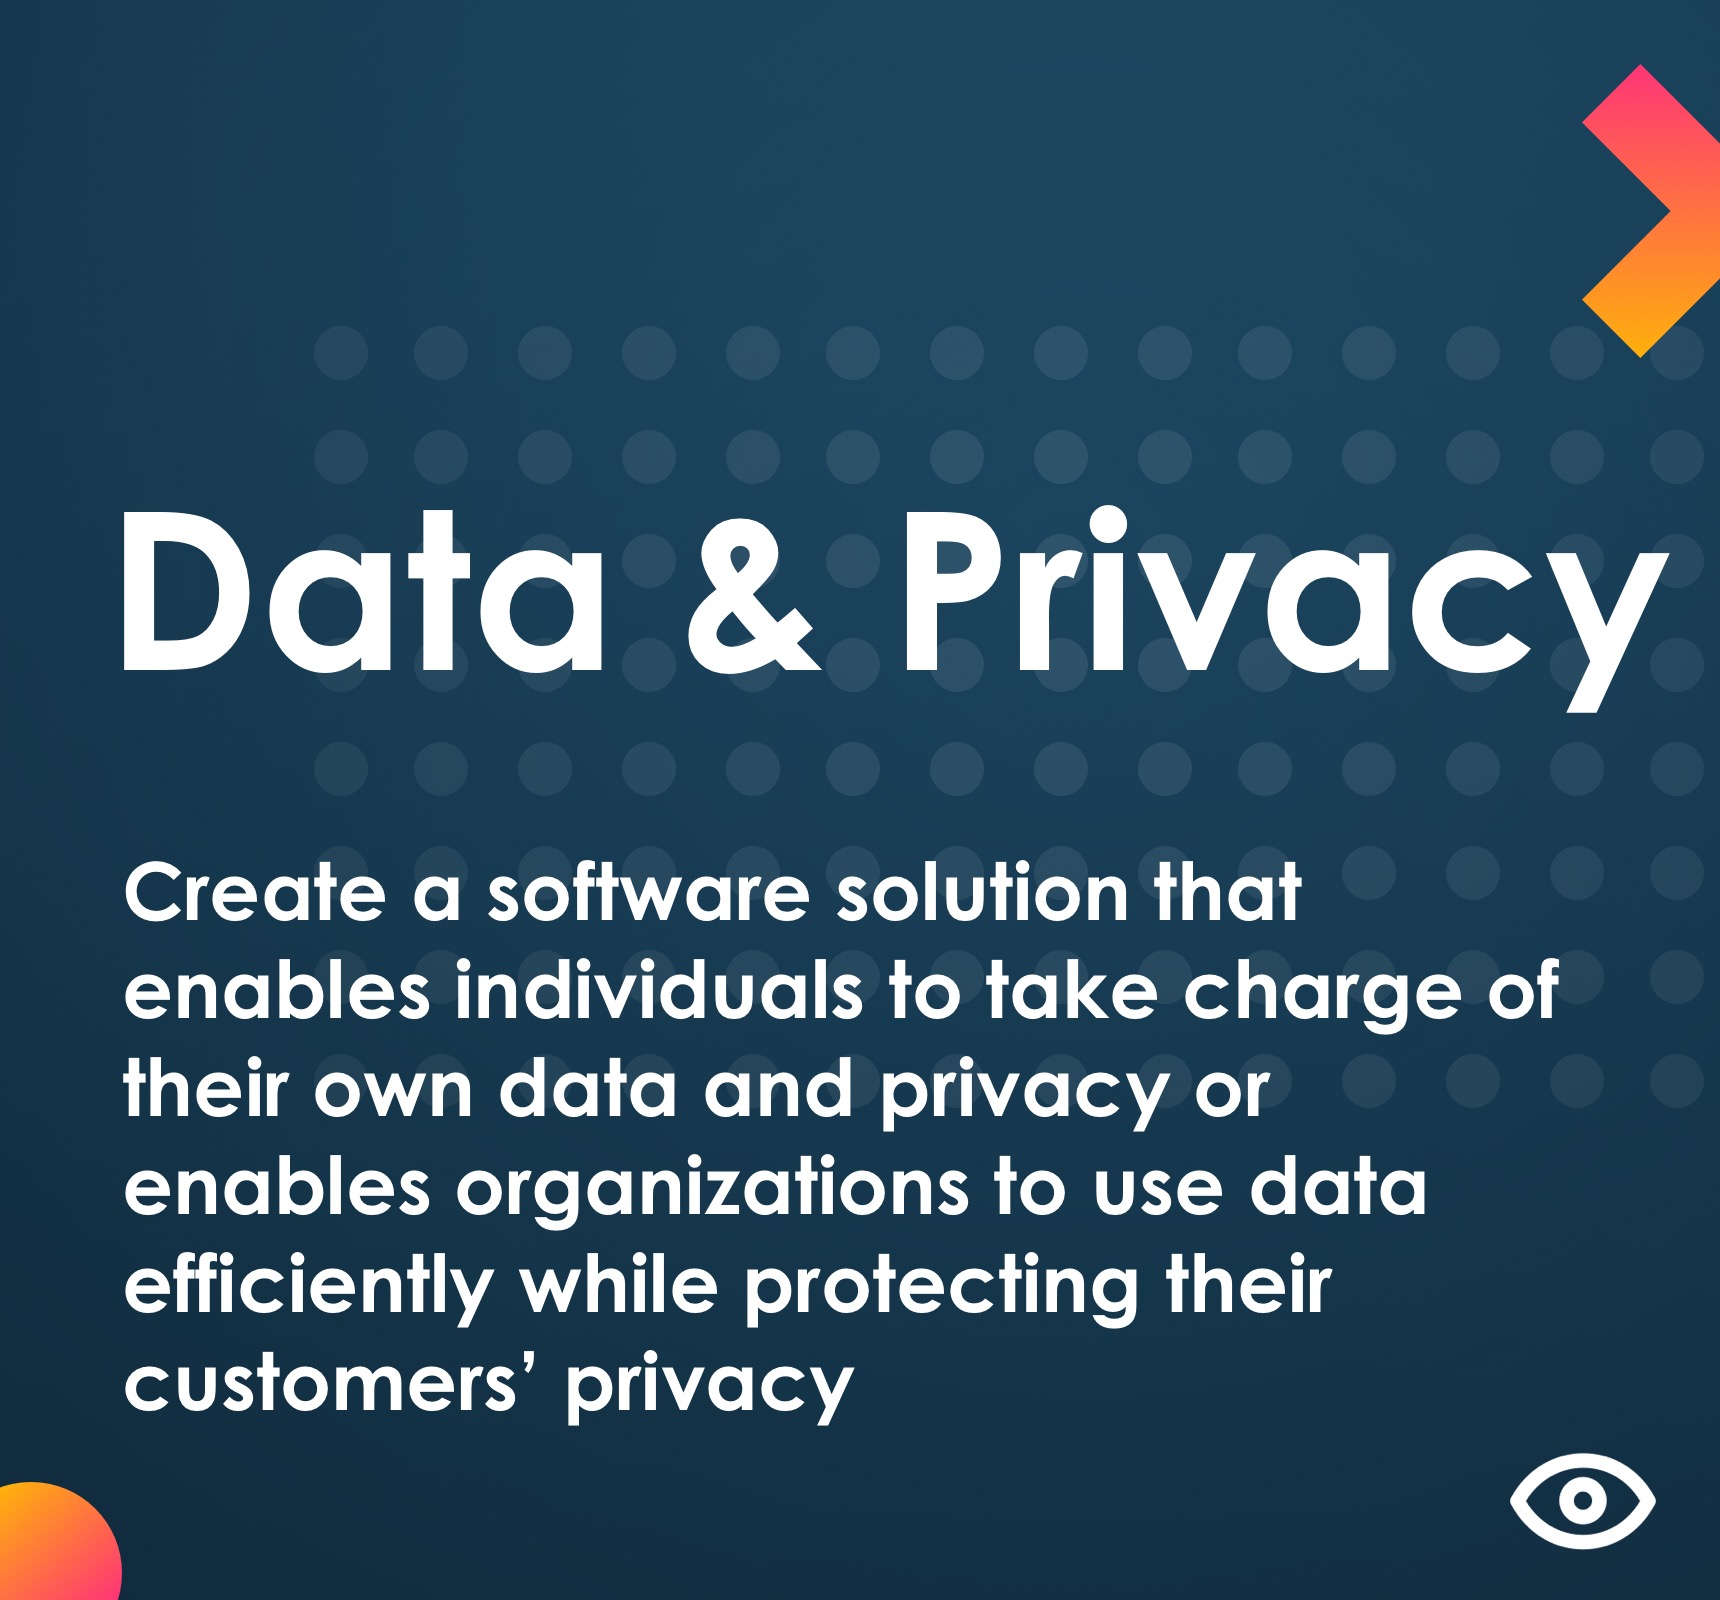 Data & Privacy
Create a software solution that
enables individuals to take charge of
their own data and privacy or
enables organizations to use data
efficiently while protecting their
customers’ privacy